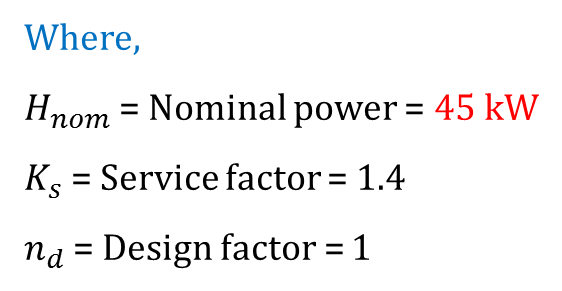 Where,
H_nom = Nominal power = 45 kW
K_s = Service factor = 1.4
n_d = Design factor = 1